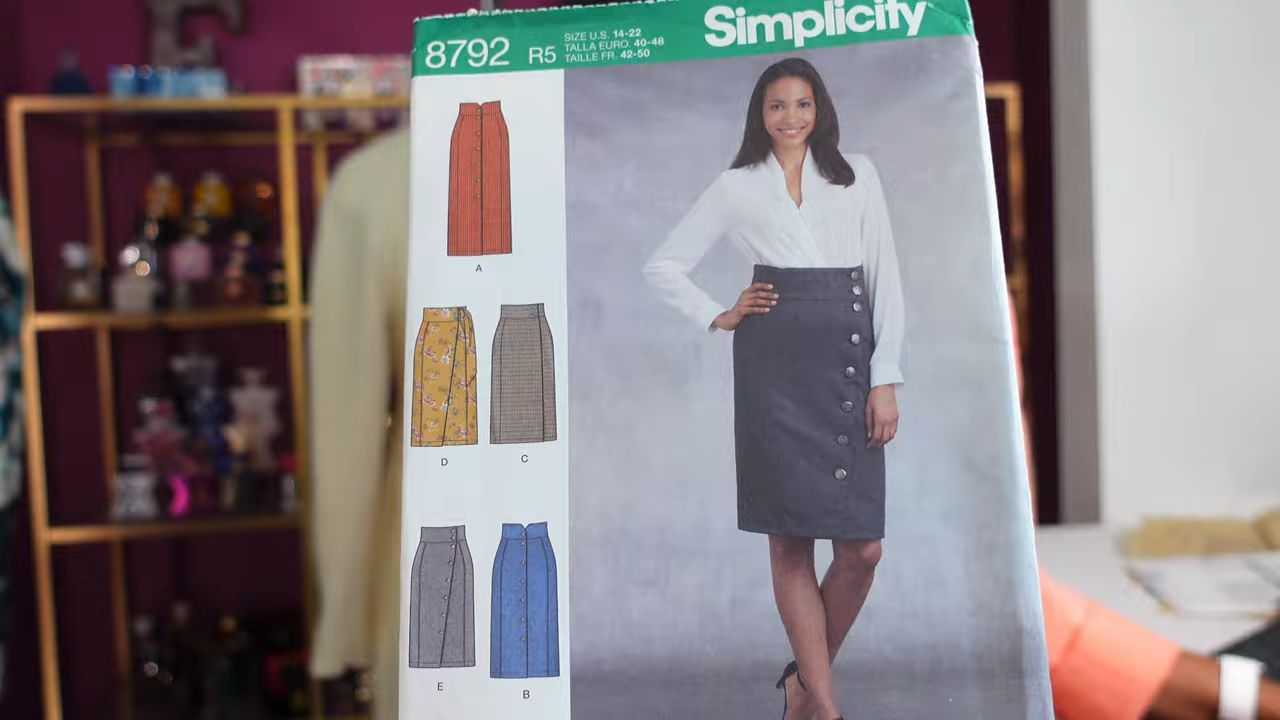 8792 R5
SIZE U.S. 14-22
TALLA EURO. 40-48
TAILLE FR. 42-50
Simplicity
A
D
C
E
B